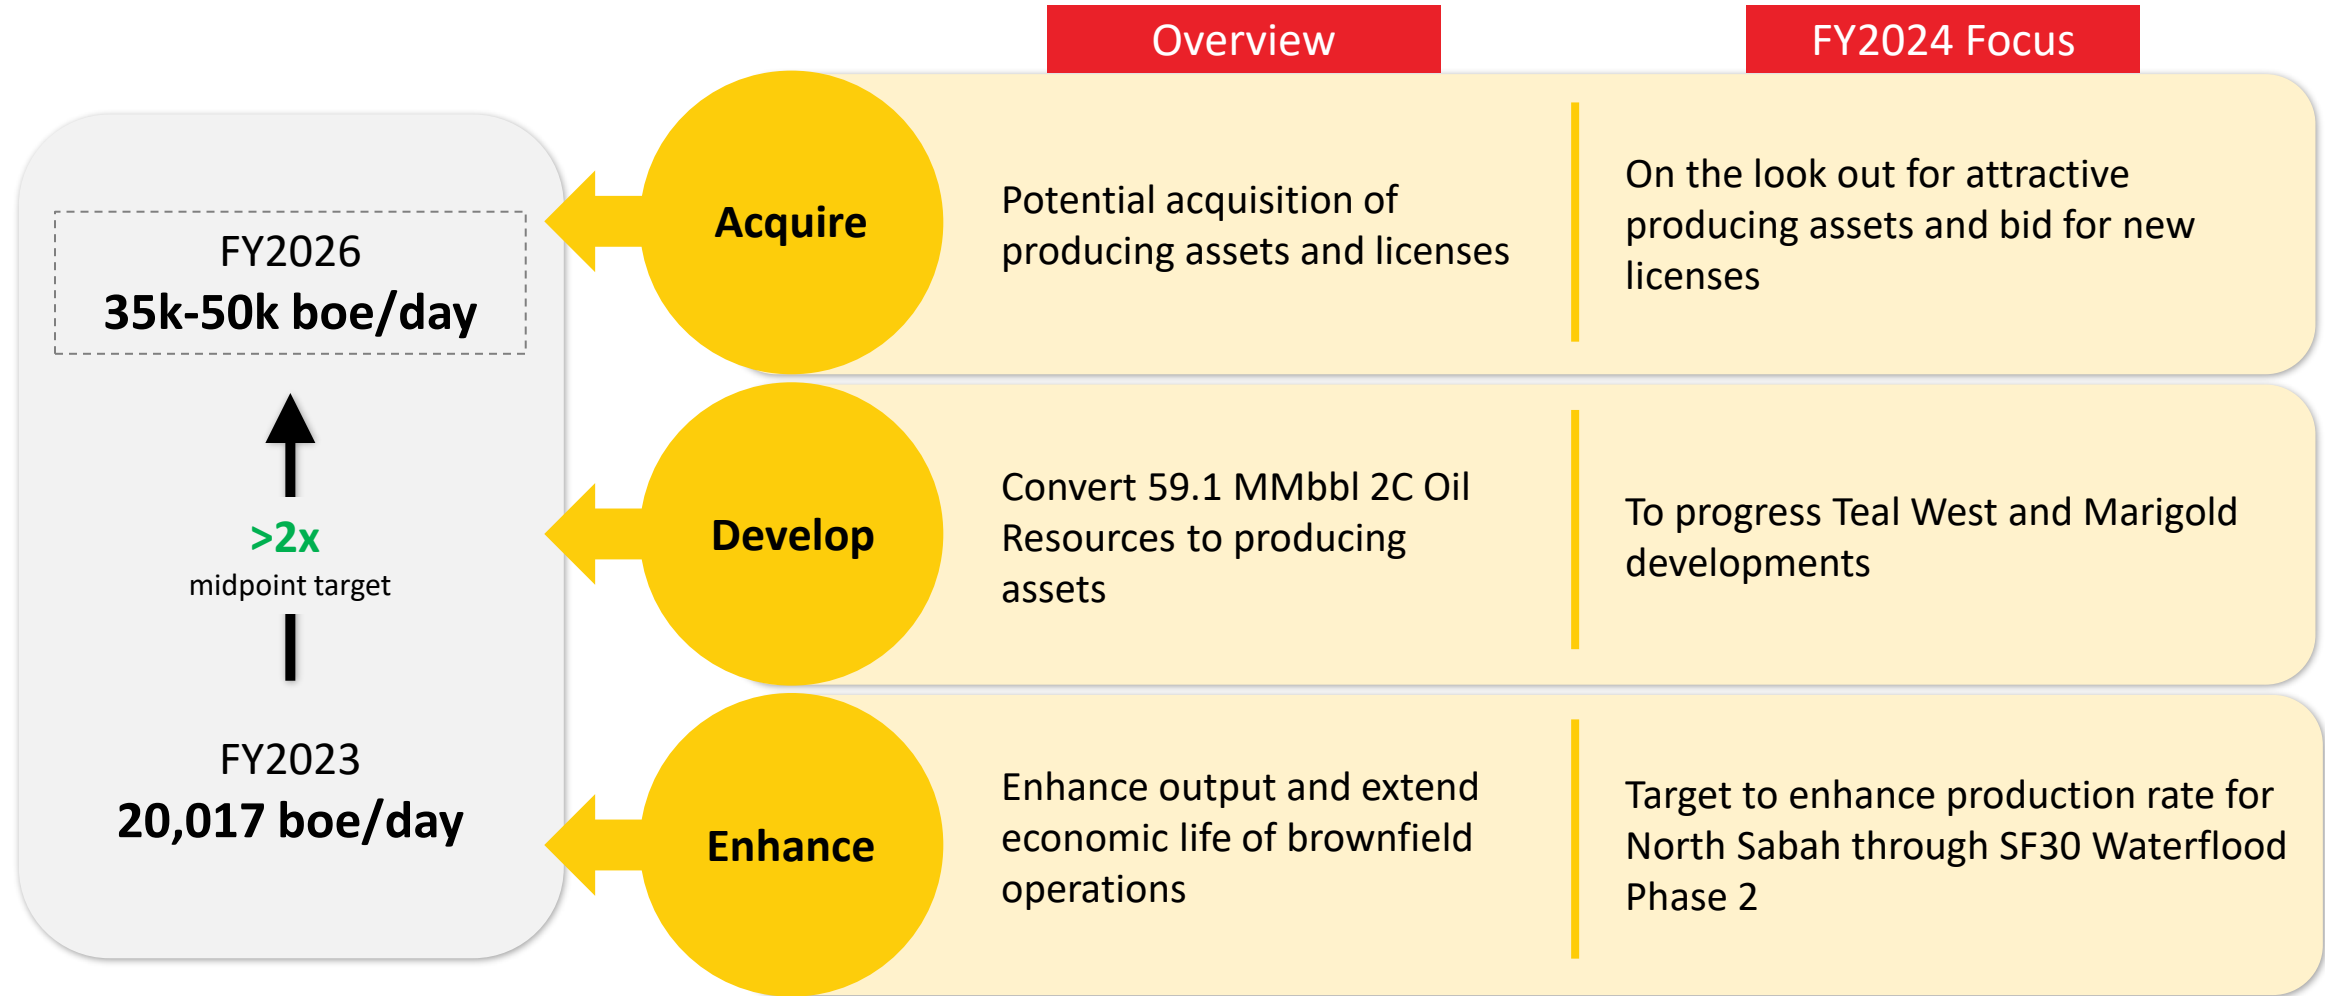 Overview
FY2024 Focus
FY2026
35k-50k boe/day
>2x
midpoint target
FY2023
20,017 boe/day
Acquire
Potential acquisition of
producing assets and licenses
On the look out for attractive
producing assets and bid for new
licenses
Develop
Convert 59.1 MMbbl 2C Oil
Resources to producing
assets
To progress Teal West and Marigold
developments
Enhance
Enhance output and extend
economic life of brownfield
operations
Target to enhance production rate for
North Sabah through SF30 Waterflood
Phase 2